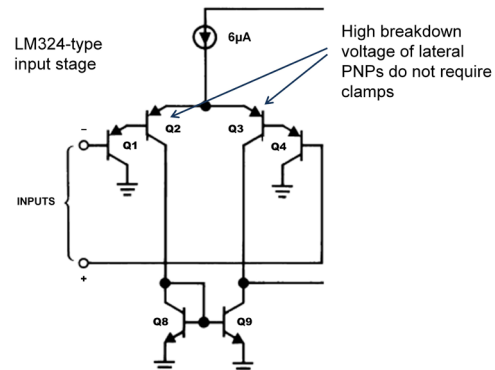 LM324-type
input stage
6µA
High breakdown
voltage of lateral
PNPs do not require
clamps
–
Q1
Q2
Q3
Q4
INPUTS
+
Q8
Q9